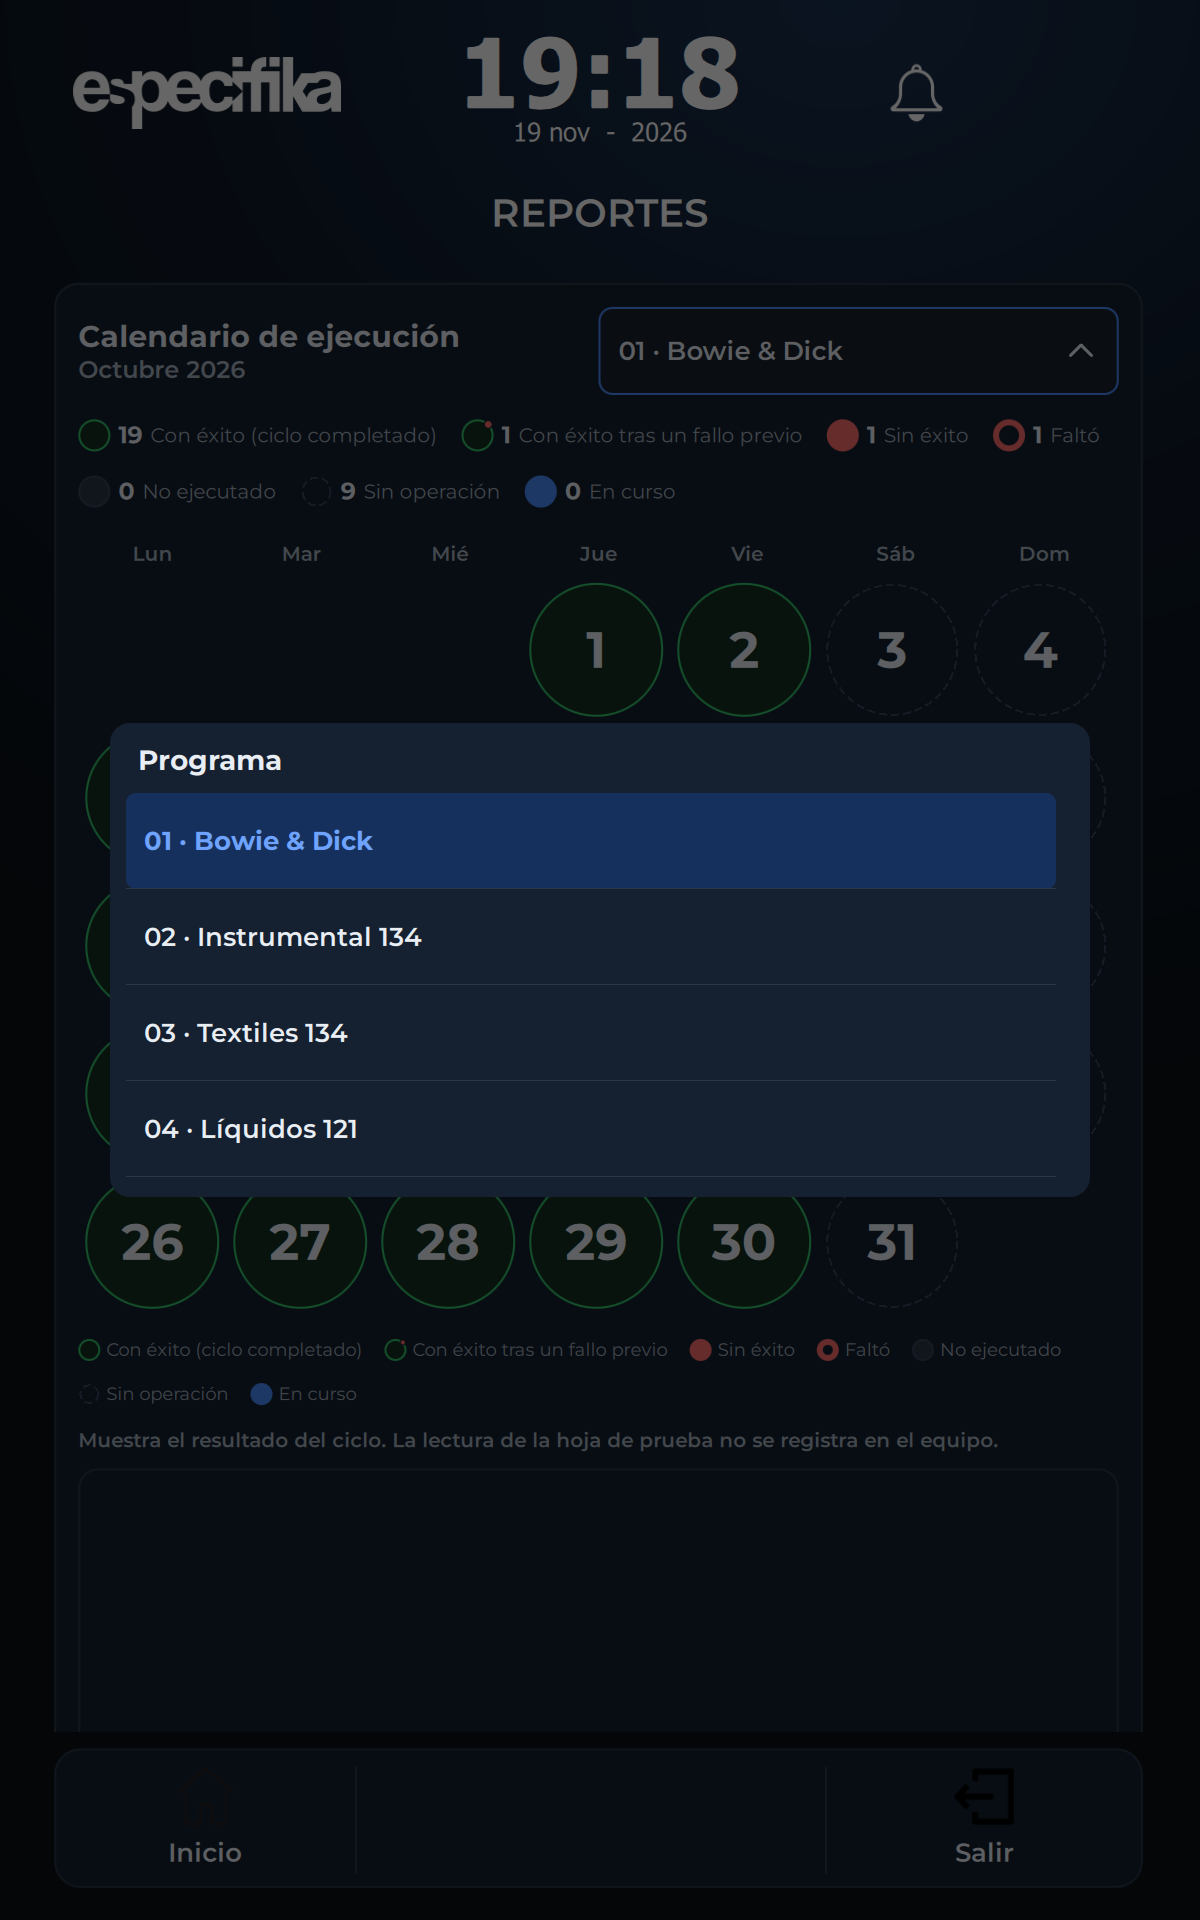 especifika
19:18
19 nov - 2026
REPORTES
Calendario de ejecución
Octubre 2026
01 · Bowie & Dick
19 Con éxito (ciclo completado)
1 Con éxito tras un fallo previo
1 Sin éxito
1 Faltó
0 No ejecutado
9 Sin operación
0 En curso
Lun Mar Mié Jue Vie Sáb Dom
1 2 3 4
Programa
01 · Bowie & Dick
02 · Instrumental 134
03 · Textiles 134
04 · Líquidos 121
26 27 28 29 30 31
Con éxito (ciclo completado)
Con éxito tras un fallo previo
Sin éxito
Faltó
No ejecutado
Sin operación
En curso
Muestra el resultado del ciclo. La lectura de la hoja de prueba no se registra en el equipo.
Inicio
Salir